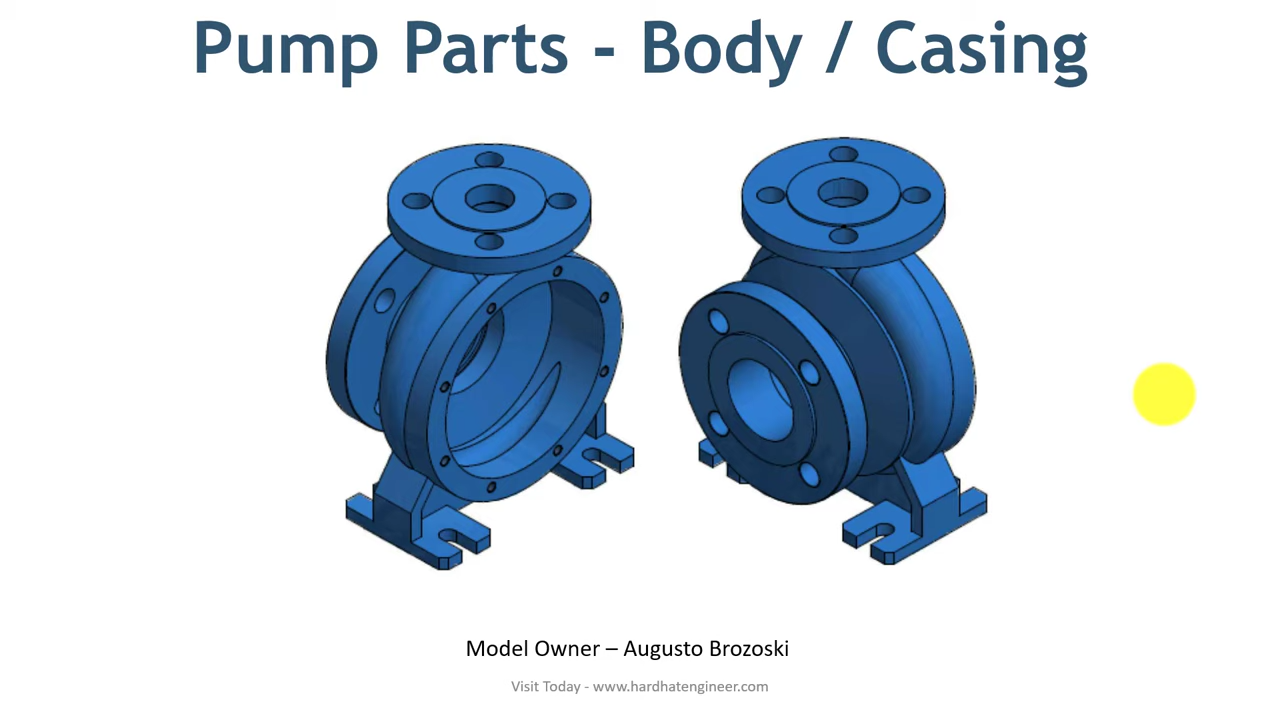 Pump Parts - Body / Casing
Model Owner – Augusto Brozoski
Visit Today - www.hardhatengineer.com